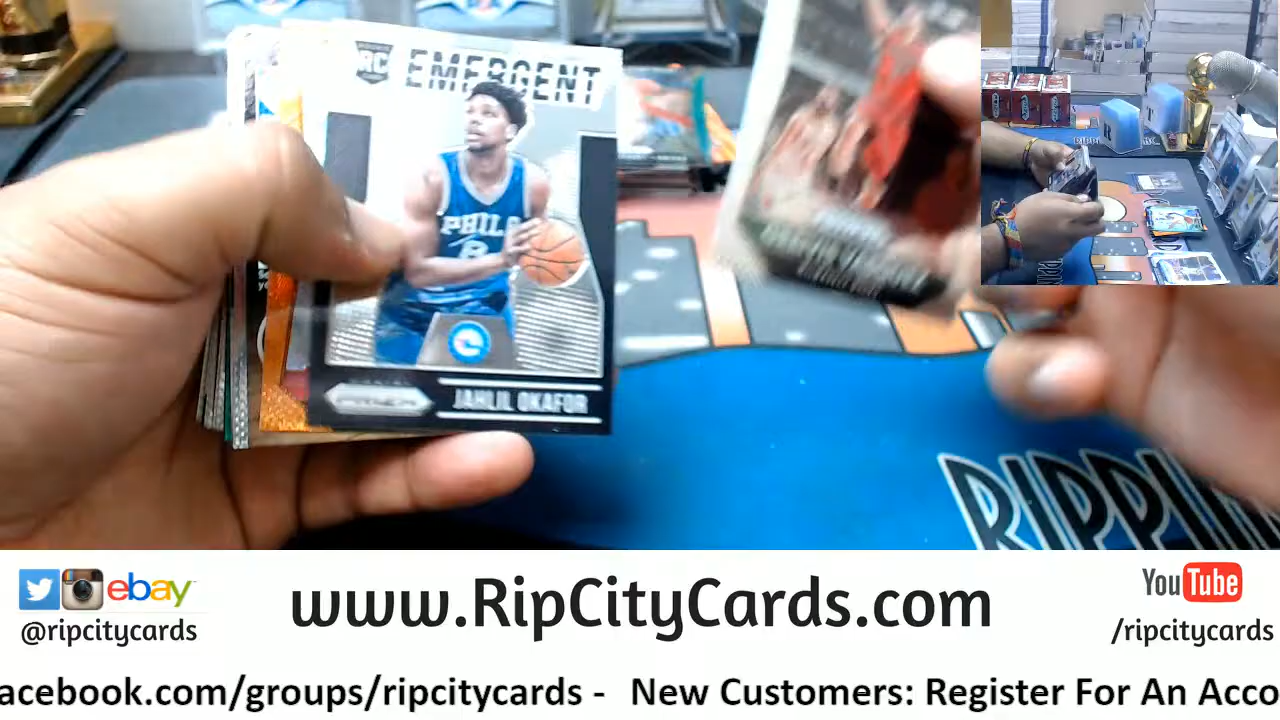 RC EMERGENT
PHILA
8
JAHLIL OKAFOR
RIPPIN
ebay
@ripcitycards
www.RipCityCards.com
YouTube
/ripcitycards
acebook.com/groups/ripcitycards - New Customers: Register For An Acco